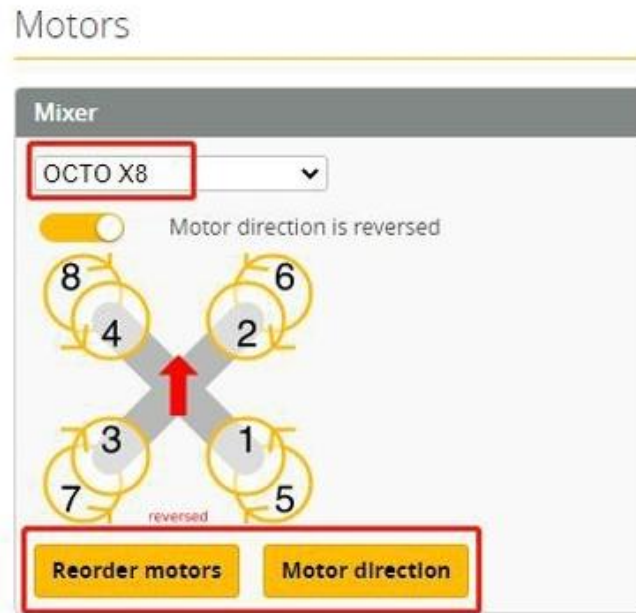 Motors
Mixer
OCTO X8
Motor direction is reversed
8 6
4 2
3 1
7 5
reversed
Reorder motors Motor direction